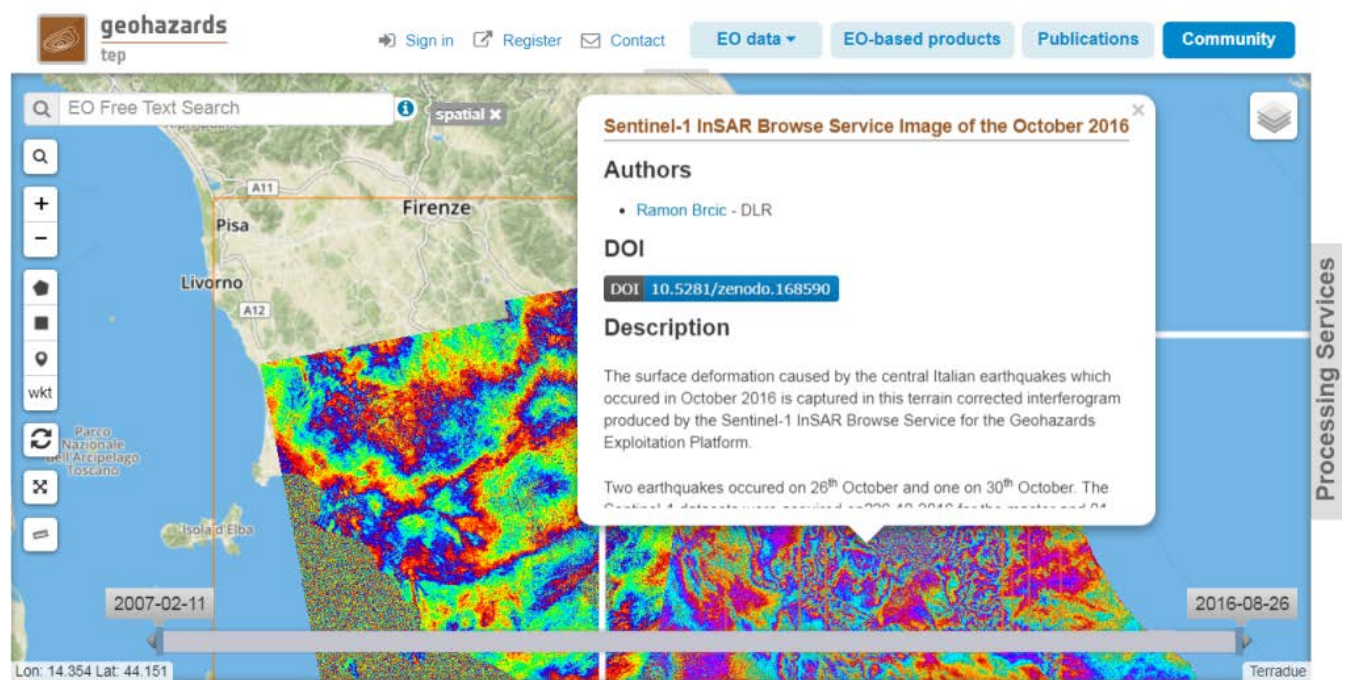 geohazards
tep
Sign in
Register
Contact
EO data
EO-based products
Publications
Community
EO Free Text Search
spatial ×
Sentinel-1 InSAR Browse Service Image of the October 2016
×
Authors
• Ramon Brcic - DLR
DOI
DOI 10.5281/zenodo.168590
Description
The surface deformation caused by the central Italian earthquakes which
occured in October 2016 is captured in this terrain corrected interferogram
produced by the Sentinel-1 InSAR Browse Service for the Geohazards
Exploitation Platform.
Two earthquakes occured on 26th October and one on 30th October. The
A11
Firenze
Pisa
Livorno
A12
+
-
wkt
Parco
Nazionale
dell'Arcipelago
Toscano
Isola d'Elba
Processing Services
2007-02-11
2016-08-26
Lon: 14.354 Lat: 44.151
Terradue